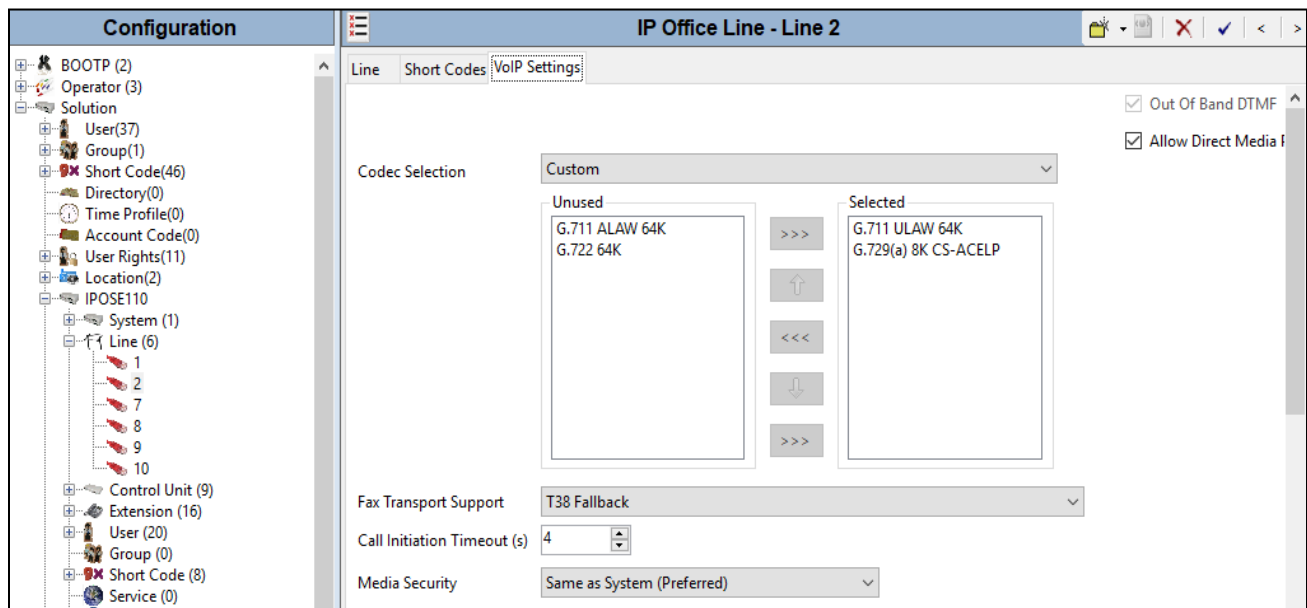 Configuration
BOOTP (2)
Operator (3)
Solution
User(37)
Group(1)
Short Code(46)
Directory(0)
Time Profile(0)
Account Code(0)
User Rights(11)
Location(2)
IPOSE110
System (1)
Line (6)
1
2
7
8
9
10
Control Unit (9)
Extension (16)
User (20)
Group (0)
Short Code (8)
Service (0)
IP Office Line - Line 2
Line Short Codes VoIP Settings
Out Of Band DTMF
Allow Direct Media
Codec Selection Custom
Unused Selected
G.711 ALAW 64K
G.722 64K
>>>
<<<
>>>
G.711 ULAW 64K
G.729(a) 8K CS-ACELP
Fax Transport Support T38 Fallback
Call Initiation Timeout (s) 4
Media Security Same as System (Preferred)